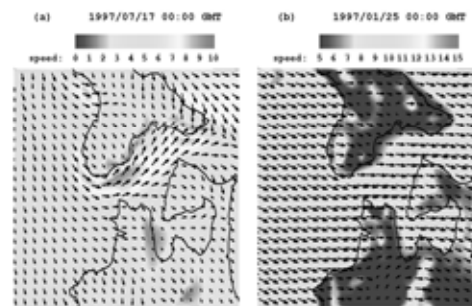 (a) 1997/07/17 00:00 GMT
speed: 0 1 2 3 4 5 6 7 8 9 10
(b) 1997/01/25 00:00 GMT
speed: 5 6 7 8 9 10 11 12 13 14 15